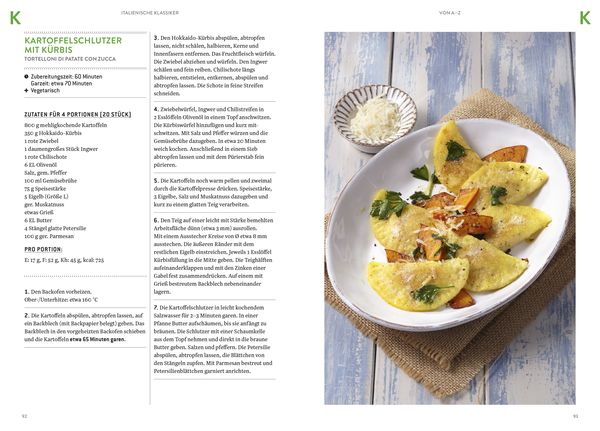 K
ITALIENISCHE KLASSIKER
VON A–Z
K
KARTOFFELSCHLUTZER
MIT KÜRBIS
TORTELLONI DI PATATE CON ZUCCA
Zubereitungszeit: 60 Minuten
Garzeit: etwa 70 Minuten
Vegetarisch
ZUTATEN FÜR 4 PORTIONEN (20 STÜCK)
800 g mehligkochende Kartoffeln
350 g Hokkaido-Kürbis
1 rote Zwiebel
1 daumengroßes Stück Ingwer
1 rote Chilischote
6 EL Olivenöl
Salz, gem. Pfeffer
100 ml Gemüsebrühe
75 g Speisestärke
5 Eigelb (Größe L)
ger. Muskatnuss
etwas Grieß
6 EL Butter
4 Stängel glatte Petersilie
100 g ger. Parmesan
PRO PORTION:
E: 17 g, F: 52 g, Kh: 45 g, kcal: 725
1. Den Backofen vorheizen.
Ober-/Unterhitze: etwa 160 °C
2. Die Kartoffeln abspülen, abtropfen lassen, auf
ein Backblech (mit Backpapier belegt) geben. Das
Backblech in den vorgeheizten Backofen schieben
und die Kartoffeln etwa 65 Minuten garen.
3. Den Hokkaido-Kürbis abspülen, abtropfen
lassen, nicht schälen, halbieren, Kerne und
Innenfasern entfernen. Das Fruchtfleisch würfeln.
Die Zwiebel abziehen und würfeln. Den Ingwer
schälen und fein reiben. Chilischote längs
halbieren, entstielen, entkernen, abspülen und
abtropfen lassen. Die Schote in feine Streifen
schneiden.
4. Zwiebelwürfel, Ingwer und Chilistreifen in
2 Esslöffeln Olivenöl in einem Topf anschwitzen.
Die Kürbiswürfel hinzufügen und kurz mit-
schwitzen. Mit Salz und Pfeffer würzen und die
Gemüsebrühe dazugeben. In etwa 20 Minuten
weich kochen. Anschließend in einem Sieb
abtropfen lassen und mit dem Pürierstab fein
pürieren.
5. Die Kartoffeln noch warm pellen und zweimal
durch die Kartoffelpresse drücken. Speisestärke,
3 Eigelbe, Salz und Muskatnuss dazugeben und
kurz zu einem glatten Teig verarbeiten.
6. Den Teig auf einer leicht mit Stärke bemehlten
Arbeitsfläche dünn (etwa 3 mm) ausrollen.
Mit einem Ausstecher Kreise von Ø etwa 8 mm
ausstechen. Die äußeren Ränder mit dem
restlichen Eigelb einstreichen. Jeweils 1 Esslöffel
Kürbisfüllung in die Mitte geben. Die Teighälften
aufeinanderklappen und mit den Zinken einer
Gabel fest zusammendrücken. Auf einem mit
Grieß bestreutem Backblech nebeneinander
lagern.
7. Die Kartoffelschlutzer in leicht kochendem
Salzwasser für 2–3 Minuten garen. In einer
Pfanne Butter aufschäumen, bis sie anfängt zu
bräunen. Die Schlutzer mit einer Schaumkelle
aus dem Topf nehmen und direkt in die braune
Butter geben. Salzen und pfeffern. Die Petersilie
abspülen, abtropfen lassen, die Blättchen von
den Stängeln zupfen. Mit Parmesan bestreut und
Petersilienblättchen garniert anrichten.
92
93